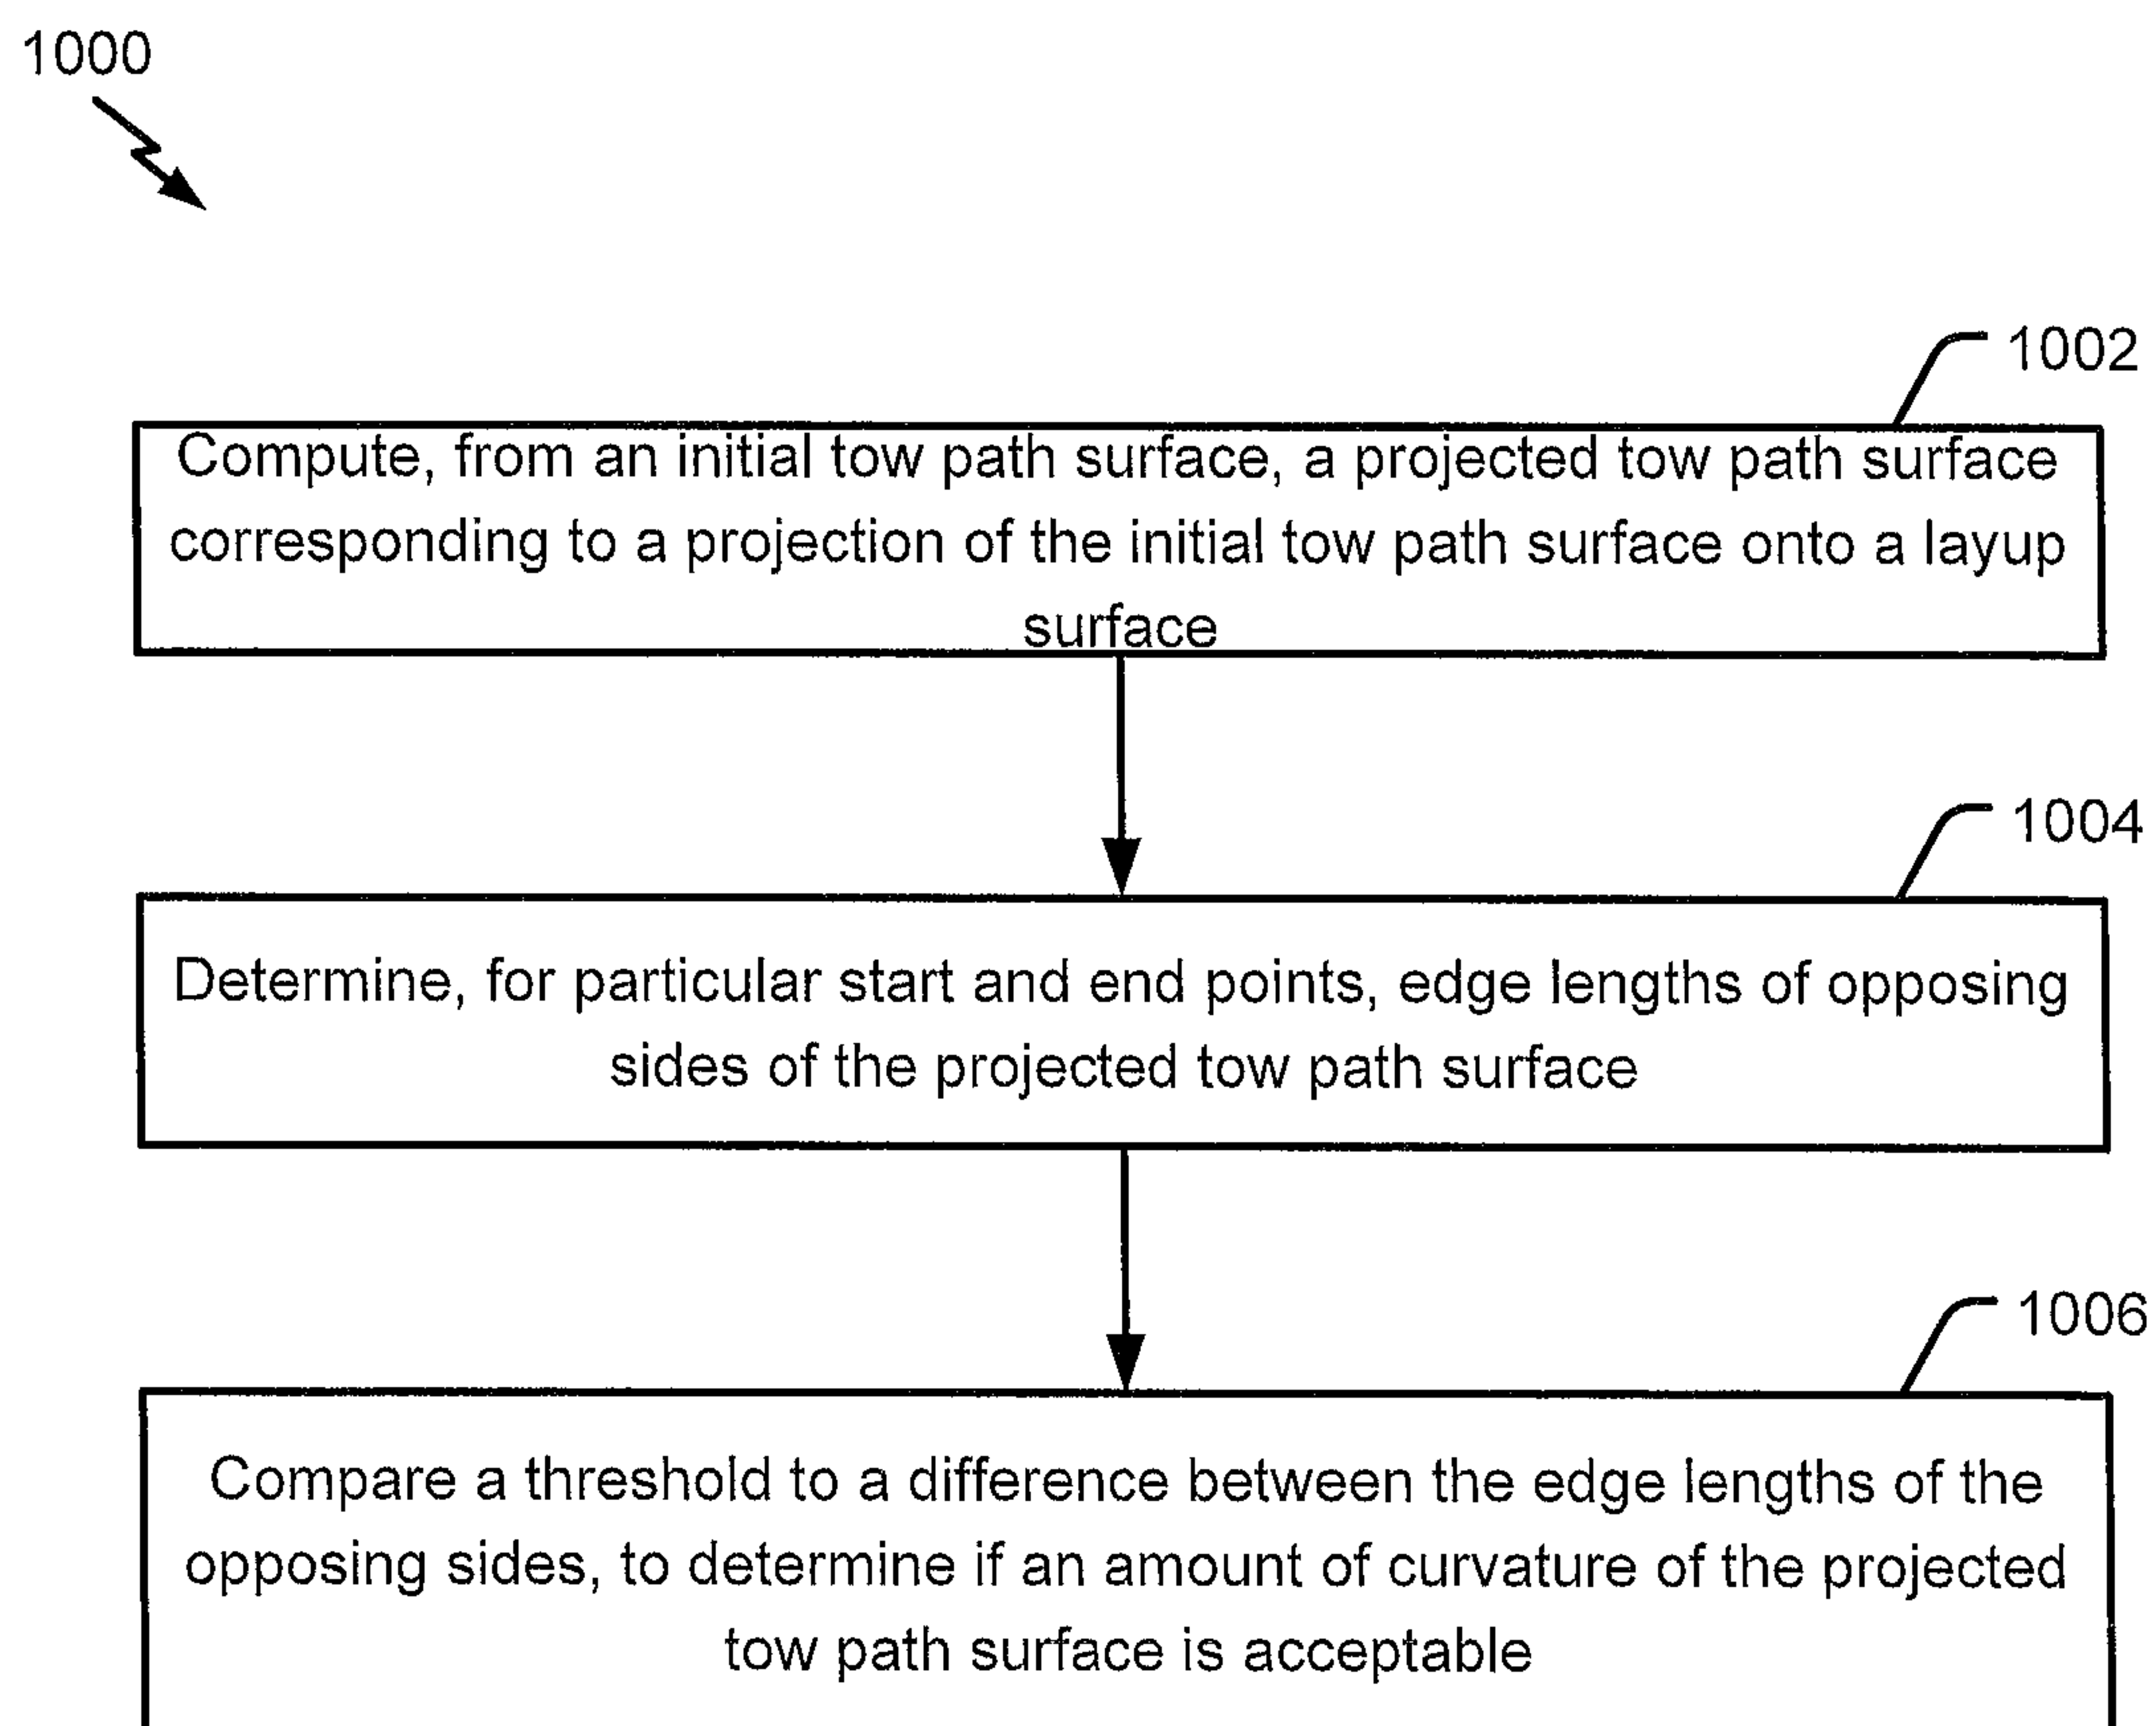 1000
1002
Compute, from an initial tow path surface, a projected tow path surface
corresponding to a projection of the initial tow path surface onto a layup
surface
1004
Determine, for particular start and end points, edge lengths of opposing
sides of the projected tow path surface
1006
Compare a threshold to a difference between the edge lengths of the
opposing sides, to determine if an amount of curvature of the projected
tow path surface is acceptable